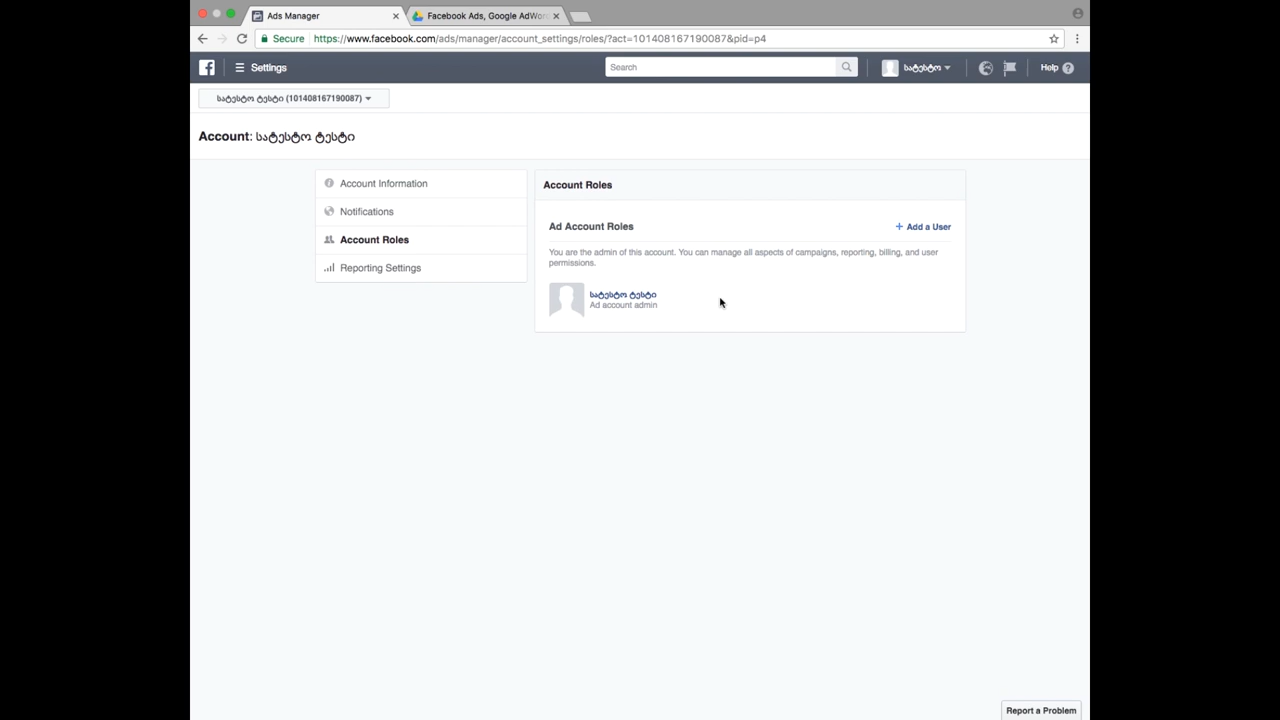 Ads Manager
Facebook Ads, Google AdWor
Secure https://www.facebook.com/ads/manager/account_settings/roles/?act=101408167190087&pid=p4
Settings
Search
სატესტო
Help
სატესტო ტესტი (101408167190087)
Account: სატესტო ტესტი
Account Information
Notifications
Account Roles
Reporting Settings
Account Roles
Ad Account Roles
+ Add a User
You are the admin of this account. You can manage all aspects of campaigns, reporting, billing, and user
permissions.
სატესტო ტესტი
Ad account admin
Report a Problem